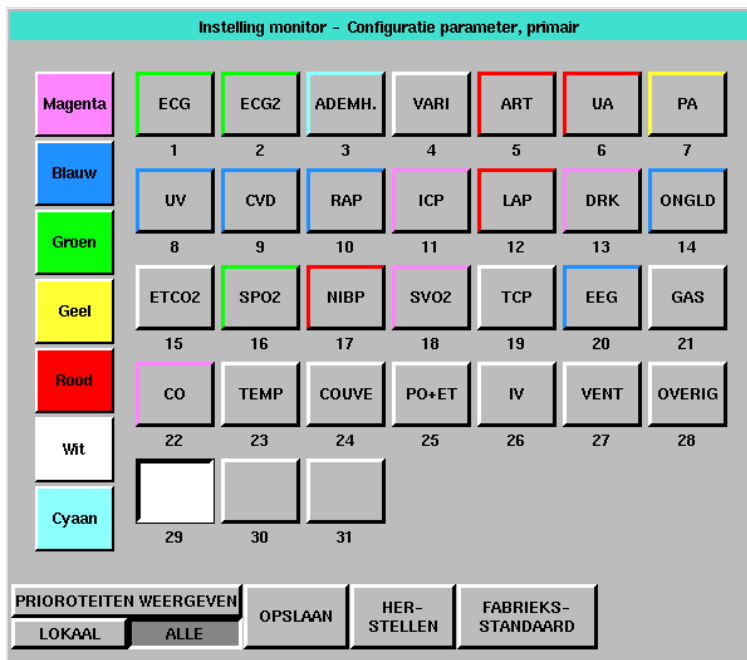 Instelling monitor – Configuratie parameter, primair
Magenta
ECG
ECG2
ADEMH.
VARI
ART
UA
PA
1
2
3
4
5
6
7
Blauw
UV
CVD
RAP
ICP
LAP
DRK
ONGLD
8
9
10
11
12
13
14
Groen
Geel
ETCO2
SPO2
NIBP
SVO2
TCP
EEG
GAS
15
16
17
18
19
20
21
Rood
CO
TEMP
COUVE
PO+ET
IV
VENT
OVERIG
22
23
24
25
26
27
28
Wit
Cyaan
29
30
31
PRIOROTEITEN WEERGEVEN
LOKAAL
ALLE
OPSLAAN
HER-
STELLEN
FABRIEKS-
STANDAARD